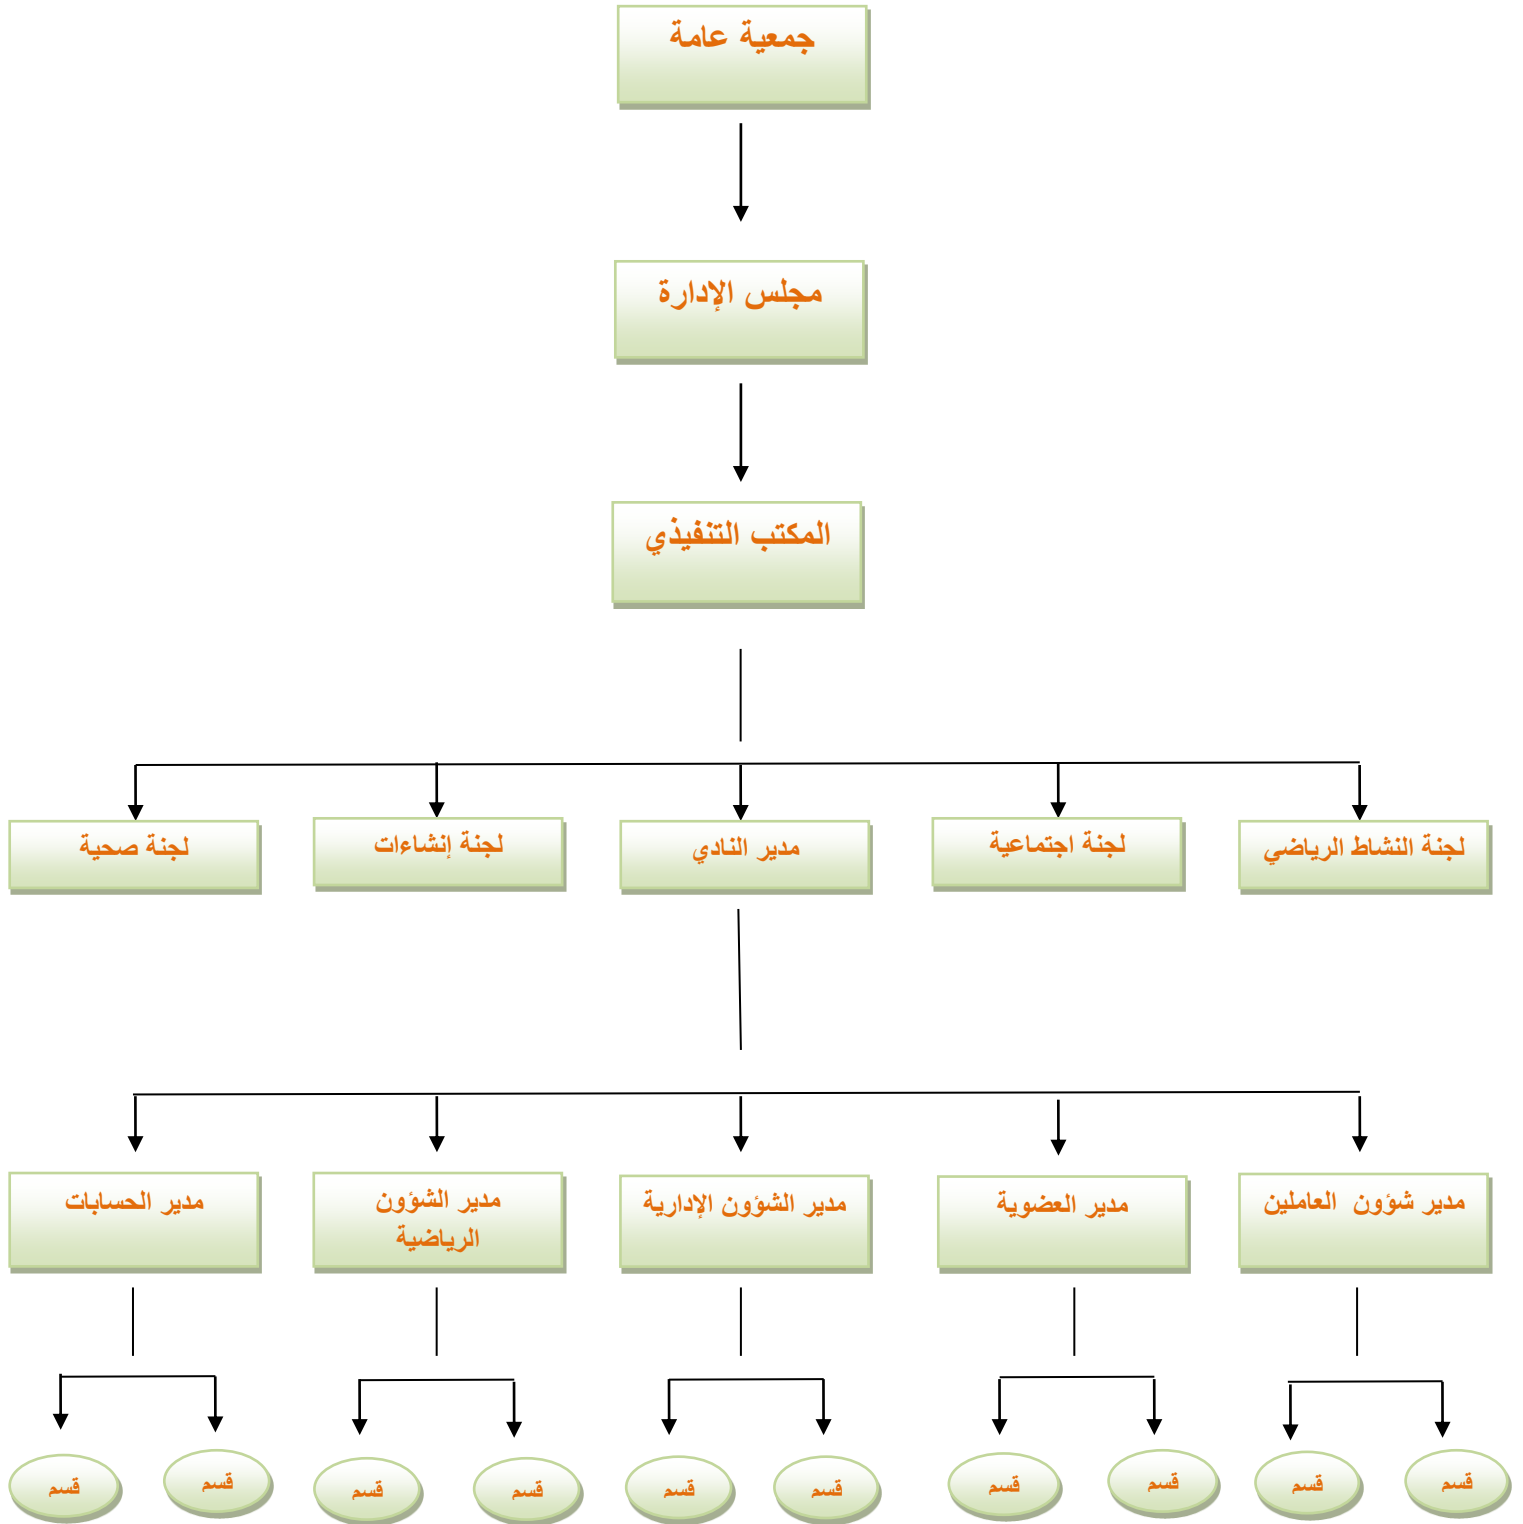 جمعية عامة
مجلس الإدارة
المكتب التنفيذي
لجنة النشاط الرياضي
لجنة اجتماعية
مدير النادي
لجنة إنشاءات
لجنة صحية
مدير شؤون العاملين
مدير العضوية
مدير الشؤون الإدارية
مدير الشؤون
الرياضية
مدير الحسابات
قسم
قسم
قسم
قسم
قسم
قسم
قسم
قسم
قسم
قسم